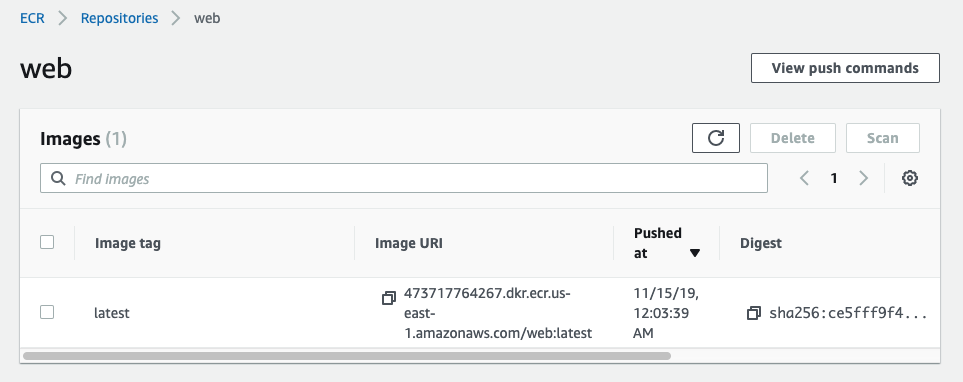 ECR > Repositories > web
web
View push commands
Images (1)
Delete
Scan
Find images
1
Image tag
Image URI
Pushed
at
Digest
latest
473717764267.dkr.ecr.us-
east-
1.amazonaws.com/web:latest
11/15/19,
12:03:39
AM
sha256:ce5fff9f4...